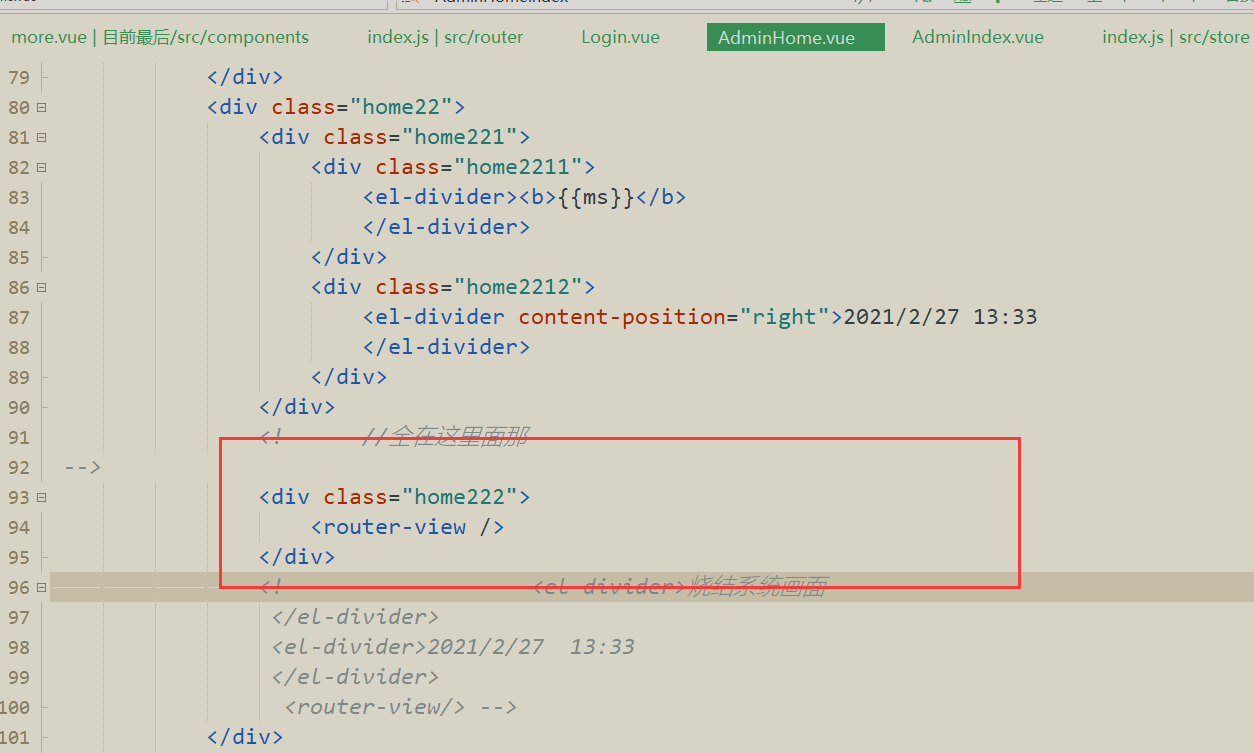 more.vue | 目前最后/src/components index.js | src/router Login.vue AdminHome.vue AdminIndex.vue index.js | src/store
79 </div>
80 <div class="home22">
81 <div class="home221">
82 <div class="home2211">
83 <el-divider><b>{{ms}}</b>
84 </el-divider>
85 </div>
86 <div class="home2212">
87 <el-divider content-position="right">2021/2/27 13:33
88 </el-divider>
89 </div>
90 </div>
91 <! //全在这里面那
92 -->
93 <div class="home222">
94 <router-view />
95 </div>
96 <! <el-divider>烧结系统画面
97 </el-divider>
98 <el-divider>2021/2/27 13:33
99 </el-divider>
100 <router-view/> -->
101 </div>